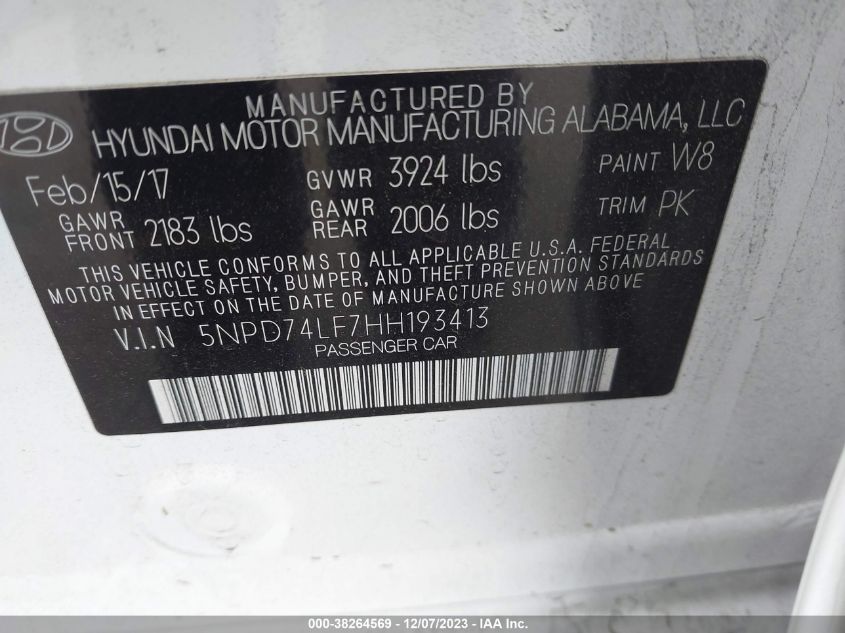 MANUFACTURED BY
HYUNDAI MOTOR MANUFACTURING ALABAMA, LLC
Feb/15/17 GVWR 3924 lbs PAINT W8
GAWR FRONT 2183 lbs GAWR REAR 2006 lbs TRIM PK
THIS VEHICLE CONFORMS TO ALL APPLICABLE U.S.A. FEDERAL
MOTOR VEHICLE SAFETY, BUMPER, AND THEFT PREVENTION STANDARDS
IN EFFECT ON THE DATE OF MANUFACTURE SHOWN ABOVE
V.I.N 5NPD74LF7HH193413
PASSENGER CAR
000-38264569 - 12/07/2023 - IAAI Inc.